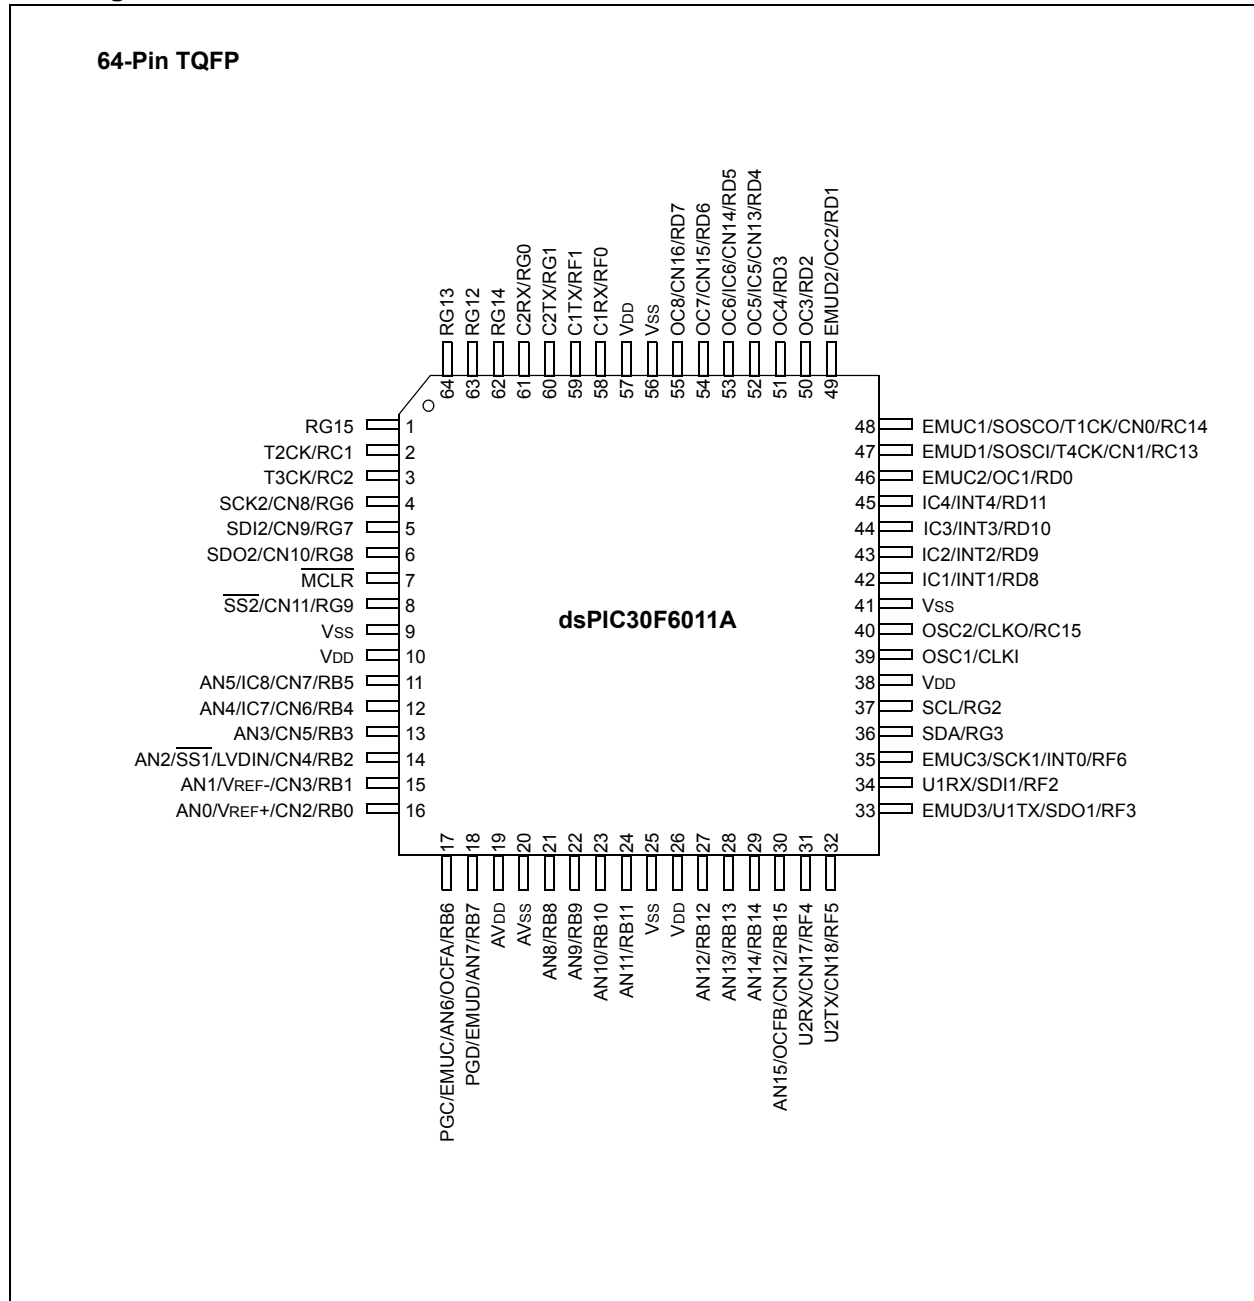 64-Pin TQFP
RG13
RG12
RG14
C2RX/RG0
C2TX/RG1
C1TX/RF1
C1RX/RF0
VDD
VSS
OC8/CN16/RD7
OC7/CN15/RD6
OC6/IC6/CN14/RD5
OC5/IC5/CN13/RD4
OC4/RD3
OC3/RD2
EMUD2/OC2/RD1
64 63 62 61 60 59 58 57 56 55 54 53 52 51 50 49
RG15 1
T2CK/RC1 2
T3CK/RC2 3
SCK2/CN8/RG6 4
SDI2/CN9/RG7 5
SDO2/CN10/RG8 6
MCLR 7
SS2/CN11/RG9 8
VSS 9
VDD 10
AN5/IC8/CN7/RB5 11
AN4/IC7/CN6/RB4 12
AN3/CN5/RB3 13
AN2/SS1/LVDIN/CN4/RB2 14
AN1/VREF-/CN3/RB1 15
AN0/VREF+/CN2/RB0 16
dsPIC30F6011A
48 EMUC1/SOSCO/T1CK/CN0/RC14
47 EMUD1/SOSCI/T4CK/CN1/RC13
46 EMUC2/OC1/RD0
45 IC4/INT4/RD11
44 IC3/INT3/RD10
43 IC2/INT2/RD9
42 IC1/INT1/RD8
41 VSS
40 OSC2/CLKO/RC15
39 OSC1/CLKI
38 VDD
37 SCL/RG2
36 SDA/RG3
35 EMUC3/SCK1/INT0/RF6
34 U1RX/SDI1/RF2
33 EMUD3/U1TX/SDO1/RF3
17 18 19 20 21 22 23 24 25 26 27 28 29 30 31 32
PGC/EMUC/AN6/OCFA/RB6
PGD/EMUD/AN7/RB7
AVDD
AVSS
AN8/RB8
AN9/RB9
AN10/RB10
AN11/RB11
VSS
VDD
AN12/RB12
AN13/RB13
AN14/RB14
AN15/OCFB/CN12/RB15
U2RX/CN17/RF4
U2TX/CN18/RF5